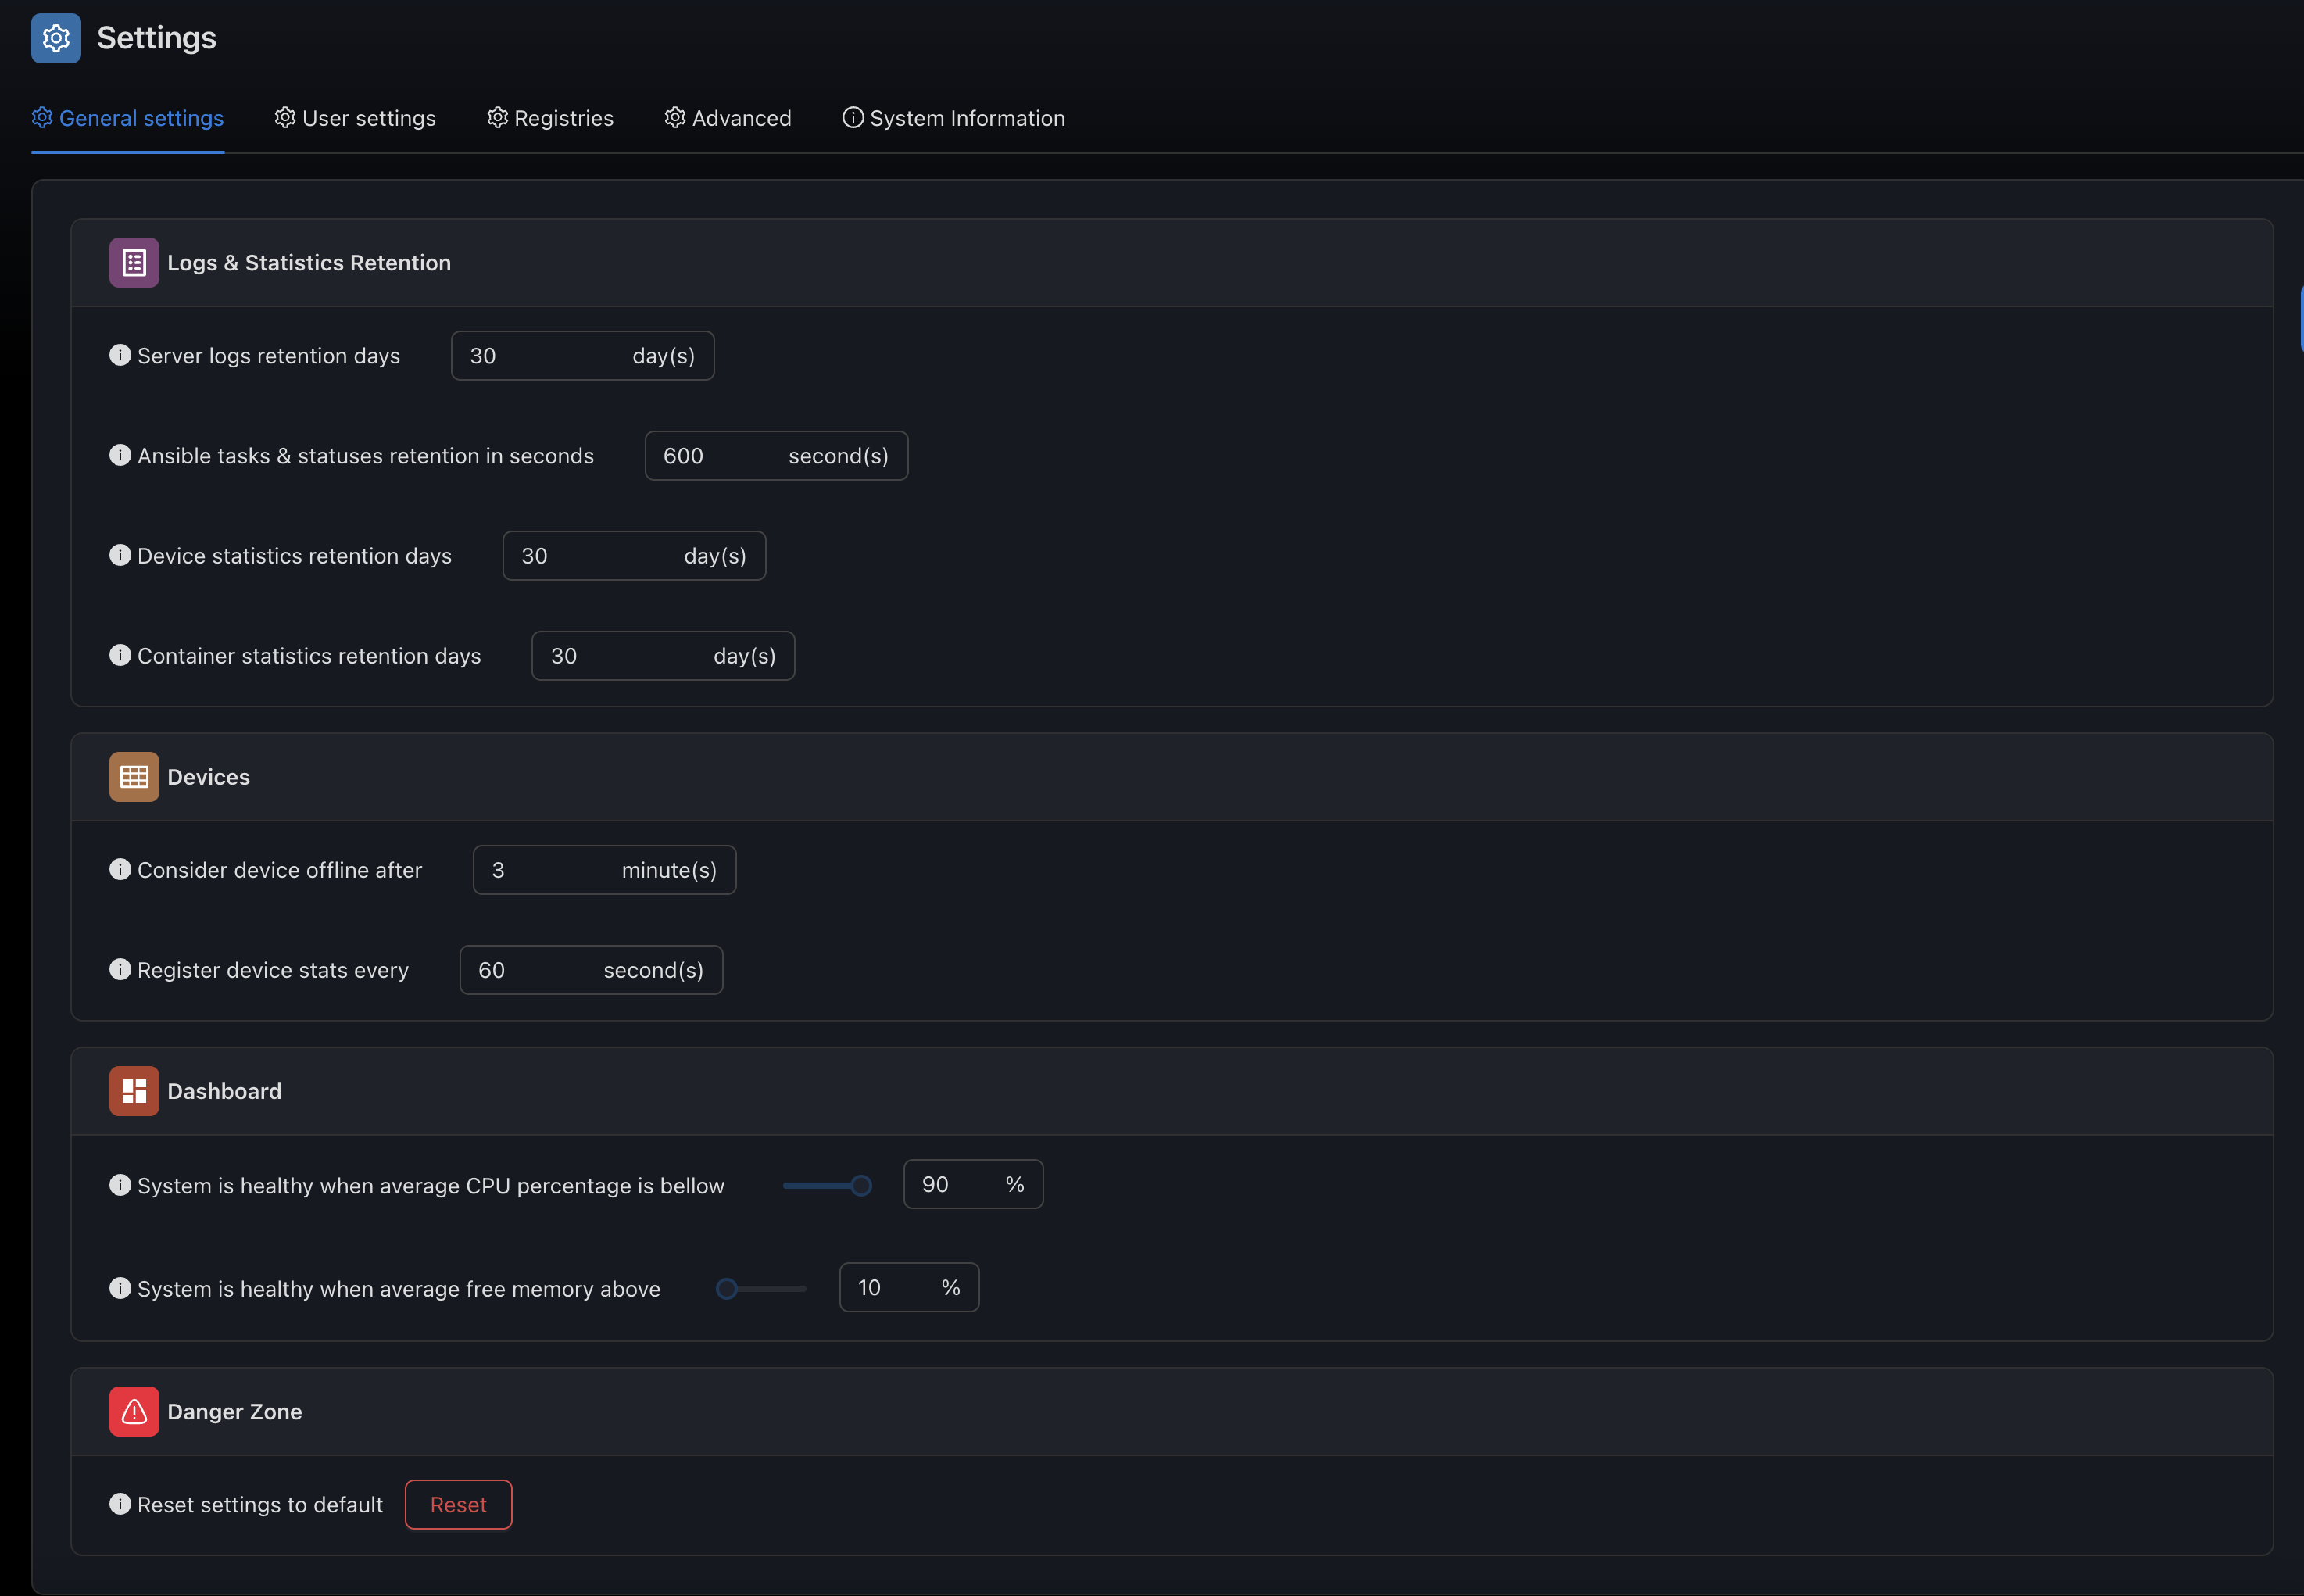 Settings
General settings
User settings
Registries
Advanced
System Information
Logs & Statistics Retention
Server logs retention days 30 day(s)
Ansible tasks & statuses retention in seconds 600 second(s)
Device statistics retention days 30 day(s)
Container statistics retention days 30 day(s)
Devices
Consider device offline after 3 minute(s)
Register device stats every 60 second(s)
Dashboard
System is healthy when average CPU percentage is bellow 90 %
System is healthy when average free memory above 10 %
Danger Zone
Reset settings to default Reset